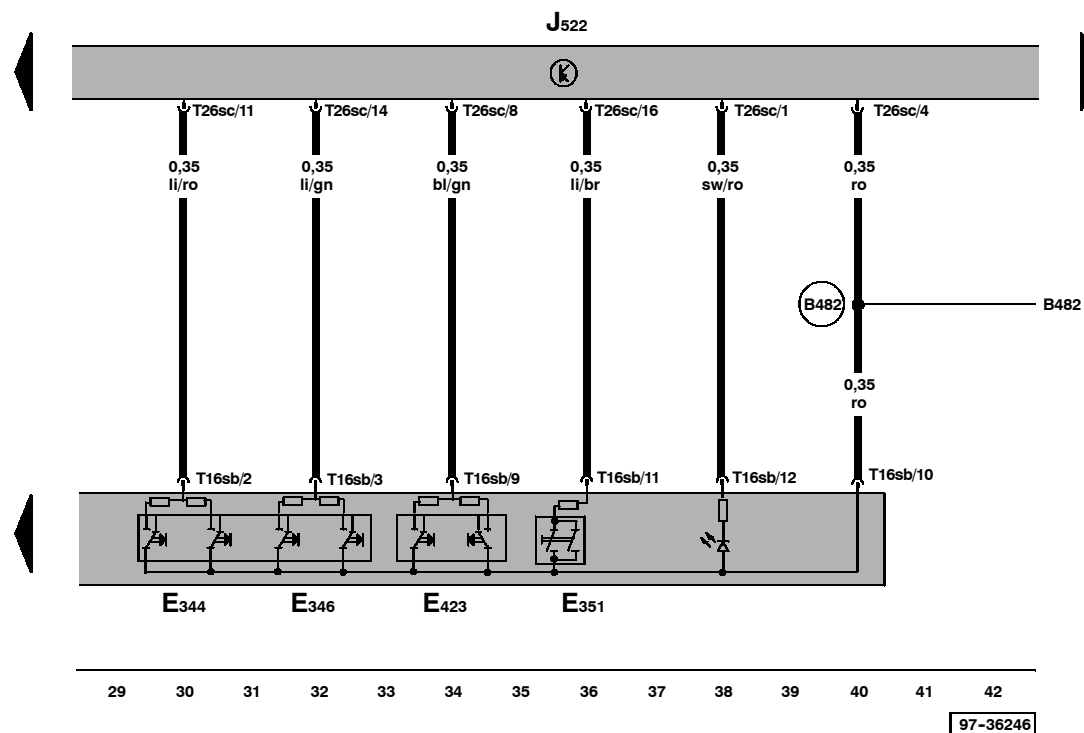 J522
T26sc/11 T26sc/14 T26sc/8 T26sc/16 T26sc/1 T26sc/4
0,35 0,35 0,35 0,35 0,35 0,35
li/ro li/gn bl/gn li/br sw/ro ro
B482 B482
0,35
ro
T16sb/2 T16sb/3 T16sb/9 T16sb/11 T16sb/12 T16sb/10
E344 E346 E423 E351
29 30 31 32 33 34 35 36 37 38 39 40 41 42
97-36246